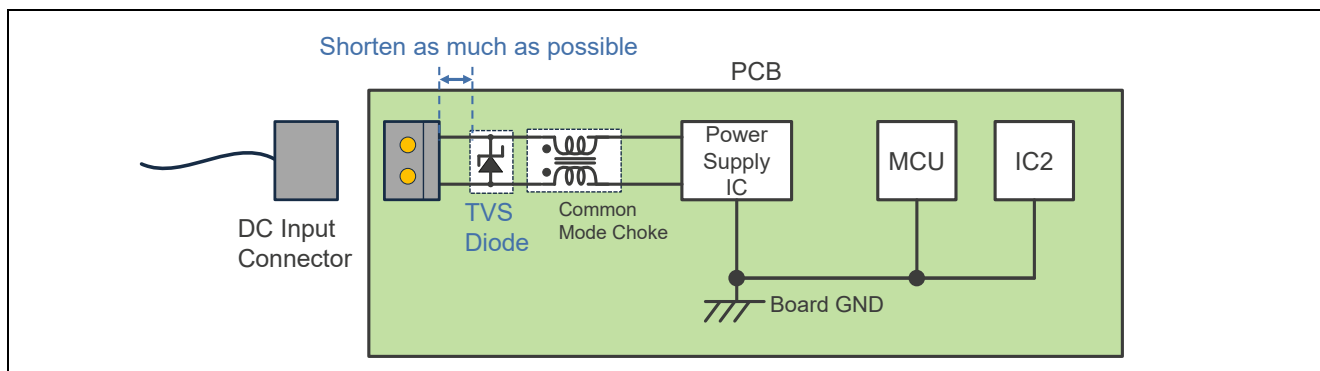 Shorten as much as possible
PCB
Power
Supply
IC
MCU
IC2
TVS
Diode
Common
Mode Choke
DC Input
Connector
Board GND